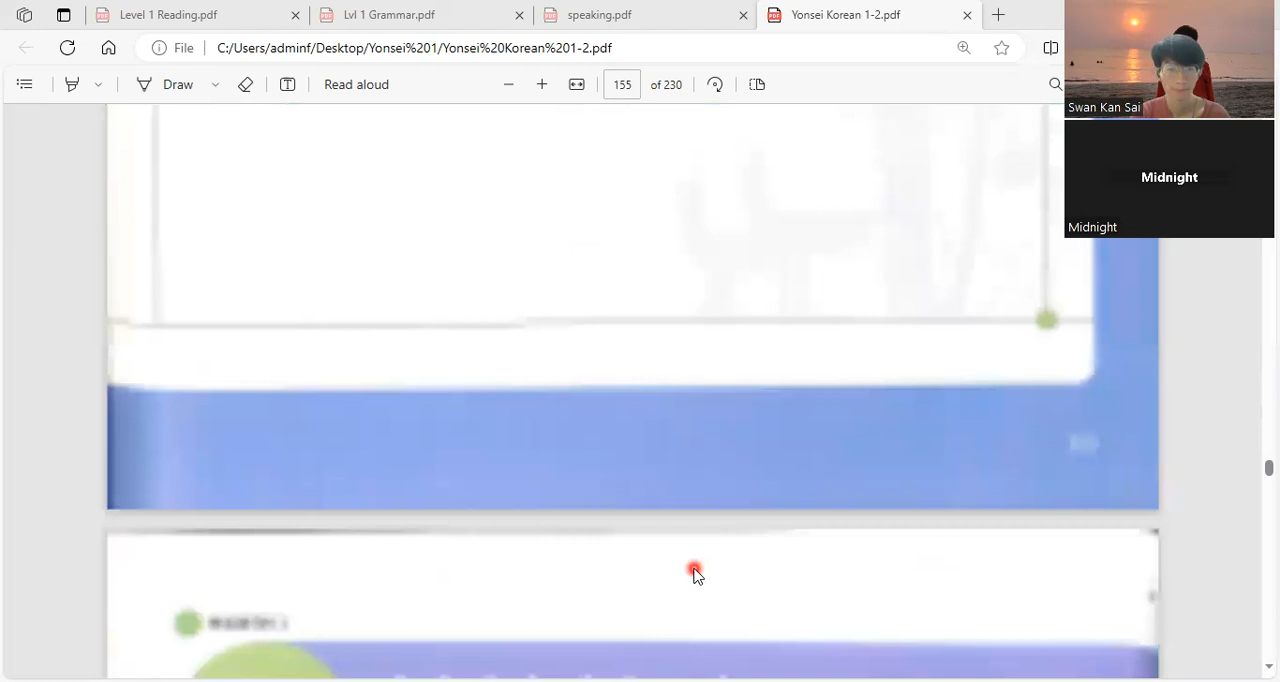 Level 1 Reading.pdf
Lvl 1 Grammar.pdf
speaking.pdf
Yonsei Korean 1-2.pdf
File
C:/Users/adminf/Desktop/Yonsei%201/Yonsei%20Korean%201-2.pdf
Draw
Read aloud
155
of 230
Swan Kan Sai
Midnight
Midnight